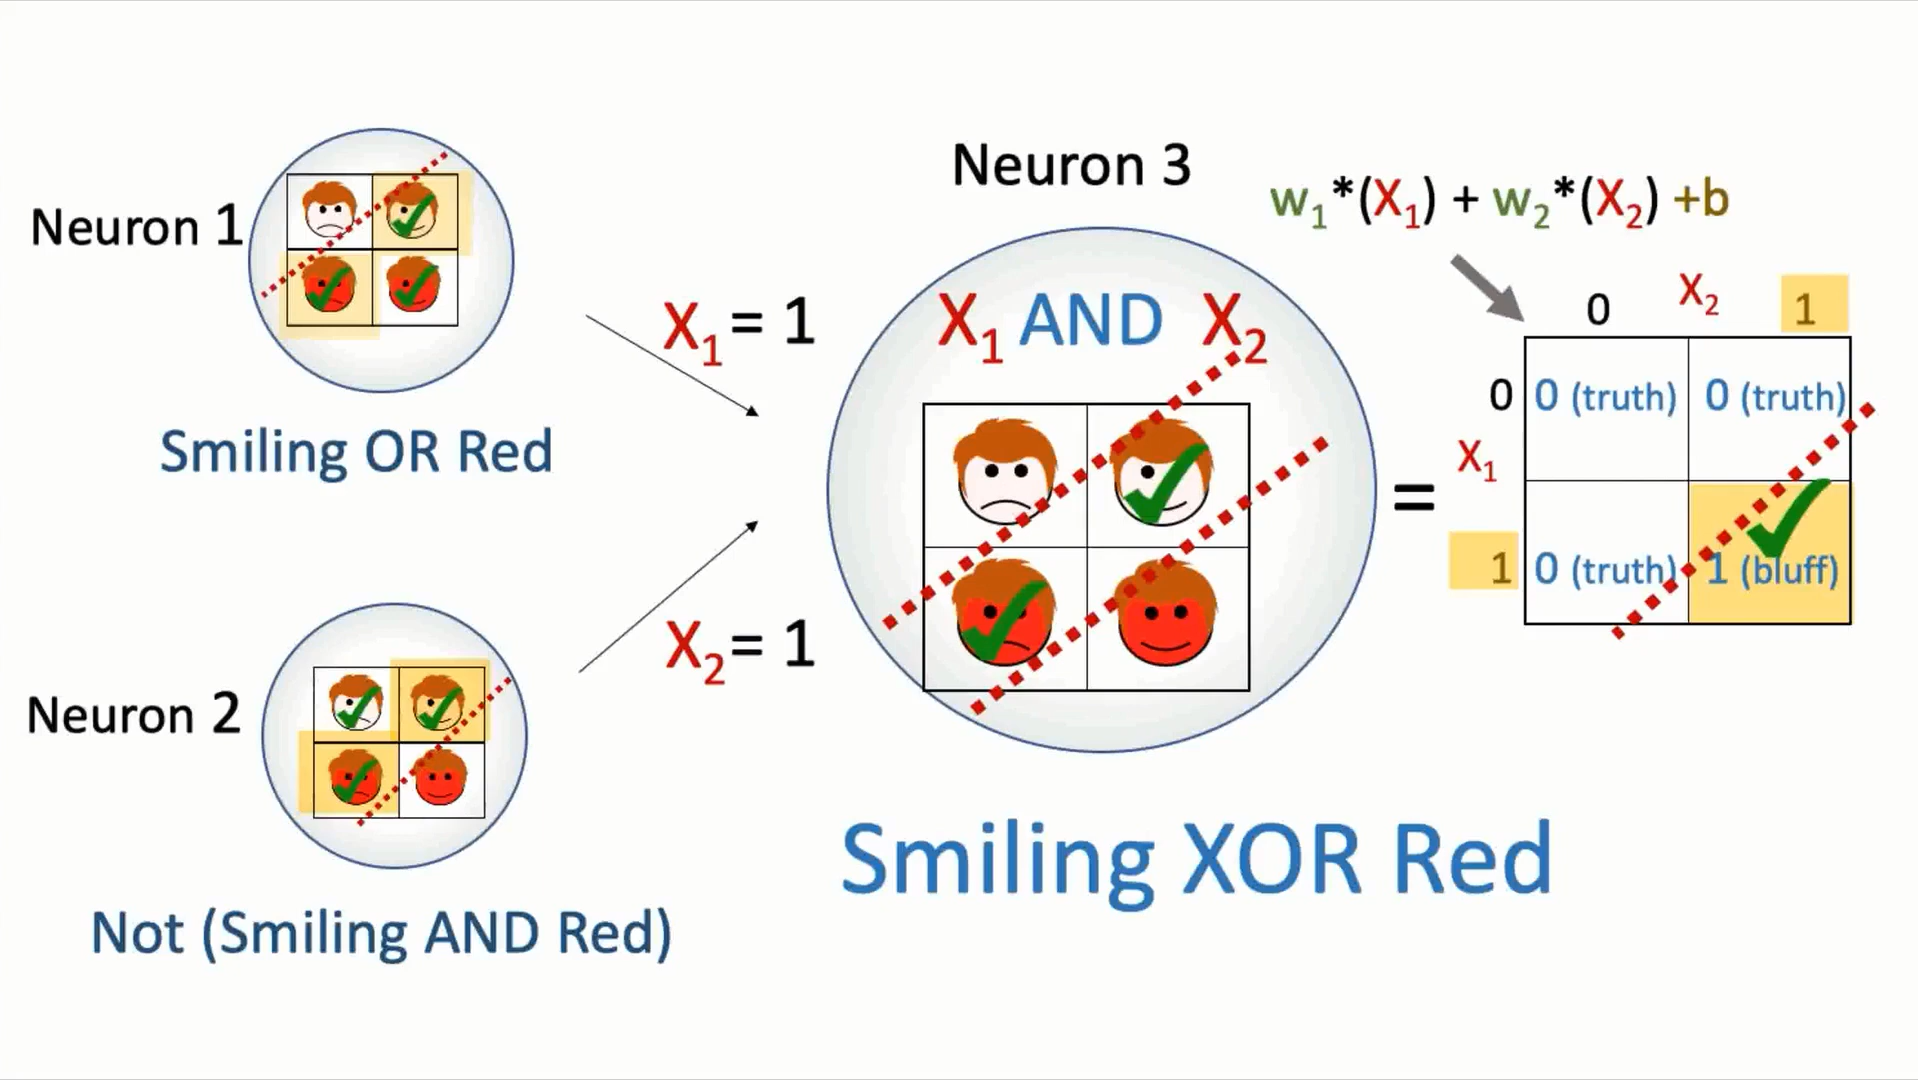 Neuron 1
Smiling OR Red
Neuron 2
Not (Smiling AND Red)
X1 = 1
X2 = 1
Neuron 3
X1 AND X2
Smiling XOR Red
w1*(X1) + w2*(X2) +b
=
0 X2 1
0 0 (truth) 0 (truth)
X1
1 0 (truth) 1 (bluff)